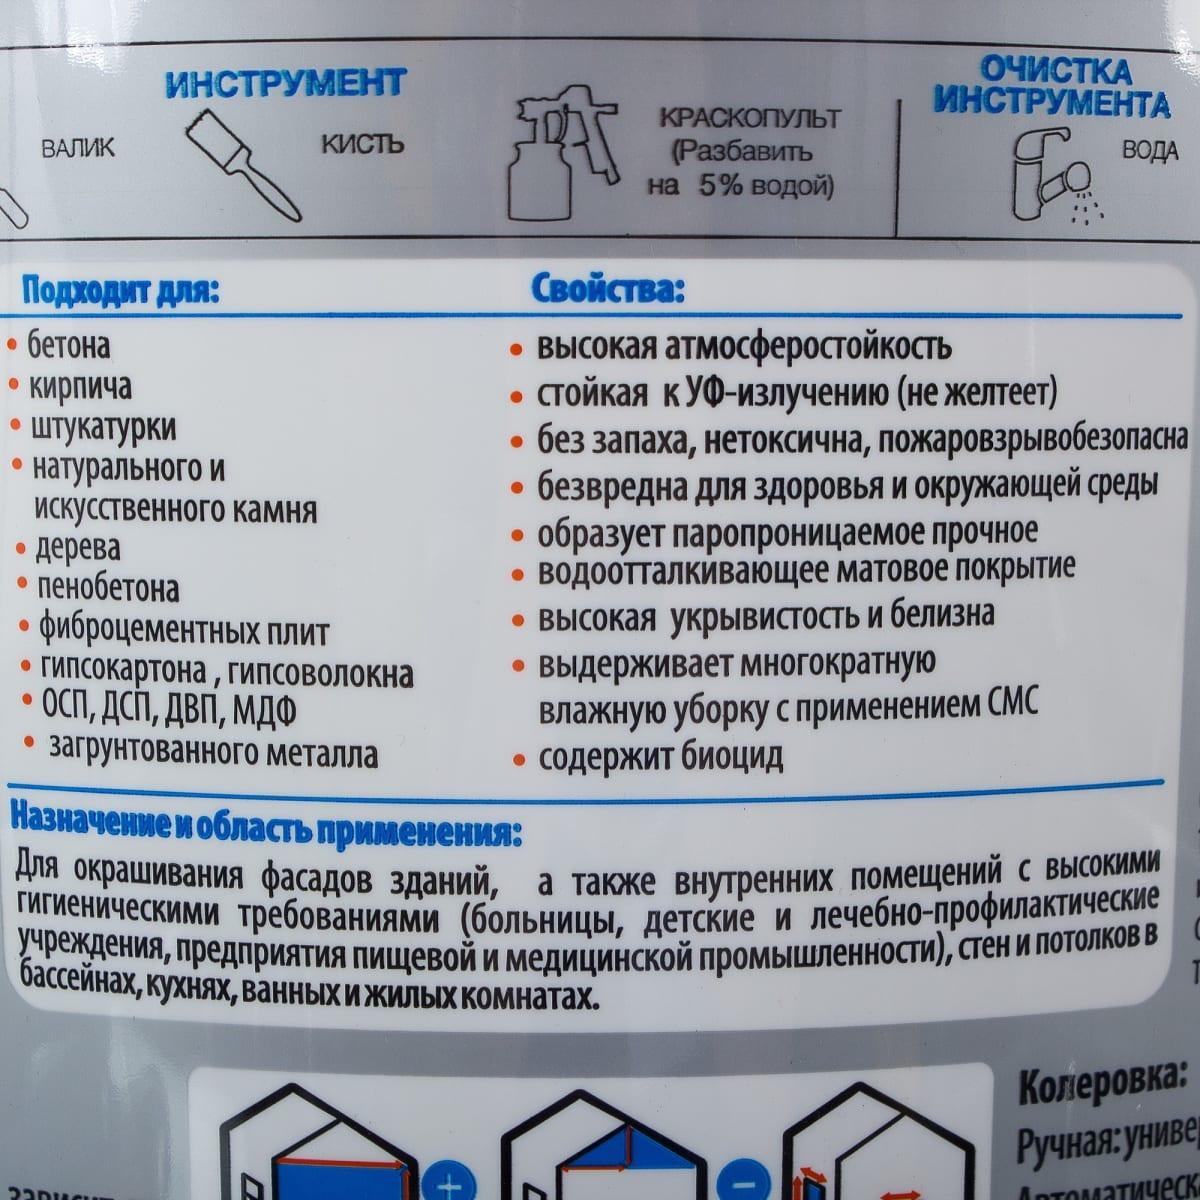 ИНСТРУМЕНТ
ВАЛИК
КИСТЬ
КРАСКОПУЛЬТ
(Разбавить
на 5% водой)
ОЧИСТКА
ИНСТРУМЕНТА
ВОДА
Подходит для:
• бетона
• кирпича
• штукатурки
• натурального и
искусственного камня
• дерева
• пенобетона
• фиброцементных плит
• гипсокартона , гипсоволокна
• ОСП, ДСП, ДВП, МДФ
• загрунтованного металла
Свойства:
• высокая атмосферостойкость
• стойкая к УФ-излучению (не желтеет)
• без запаха, нетоксична, пожаровзрывобезопасна
• безвредна для здоровья и окружающей среды
• образует паропроницаемое прочное
• водоотталкивающее матовое покрытие
• высокая укрывистость и белизна
• выдерживает многократную
влажную уборку с применением СМС
• содержит биоцид
Назначение и область применения:
Для окрашивания фасадов зданий, а также внутренних помещений с высокими
гигиеническими требованиями (больницы, детские и лечебно-профилактические
учреждения, предприятия пищевой и медицинской промышленности), стен и потолков в
бассейнах, кухнях, ванных и жилых комнатах.
Колеровка:
Ручная: униве